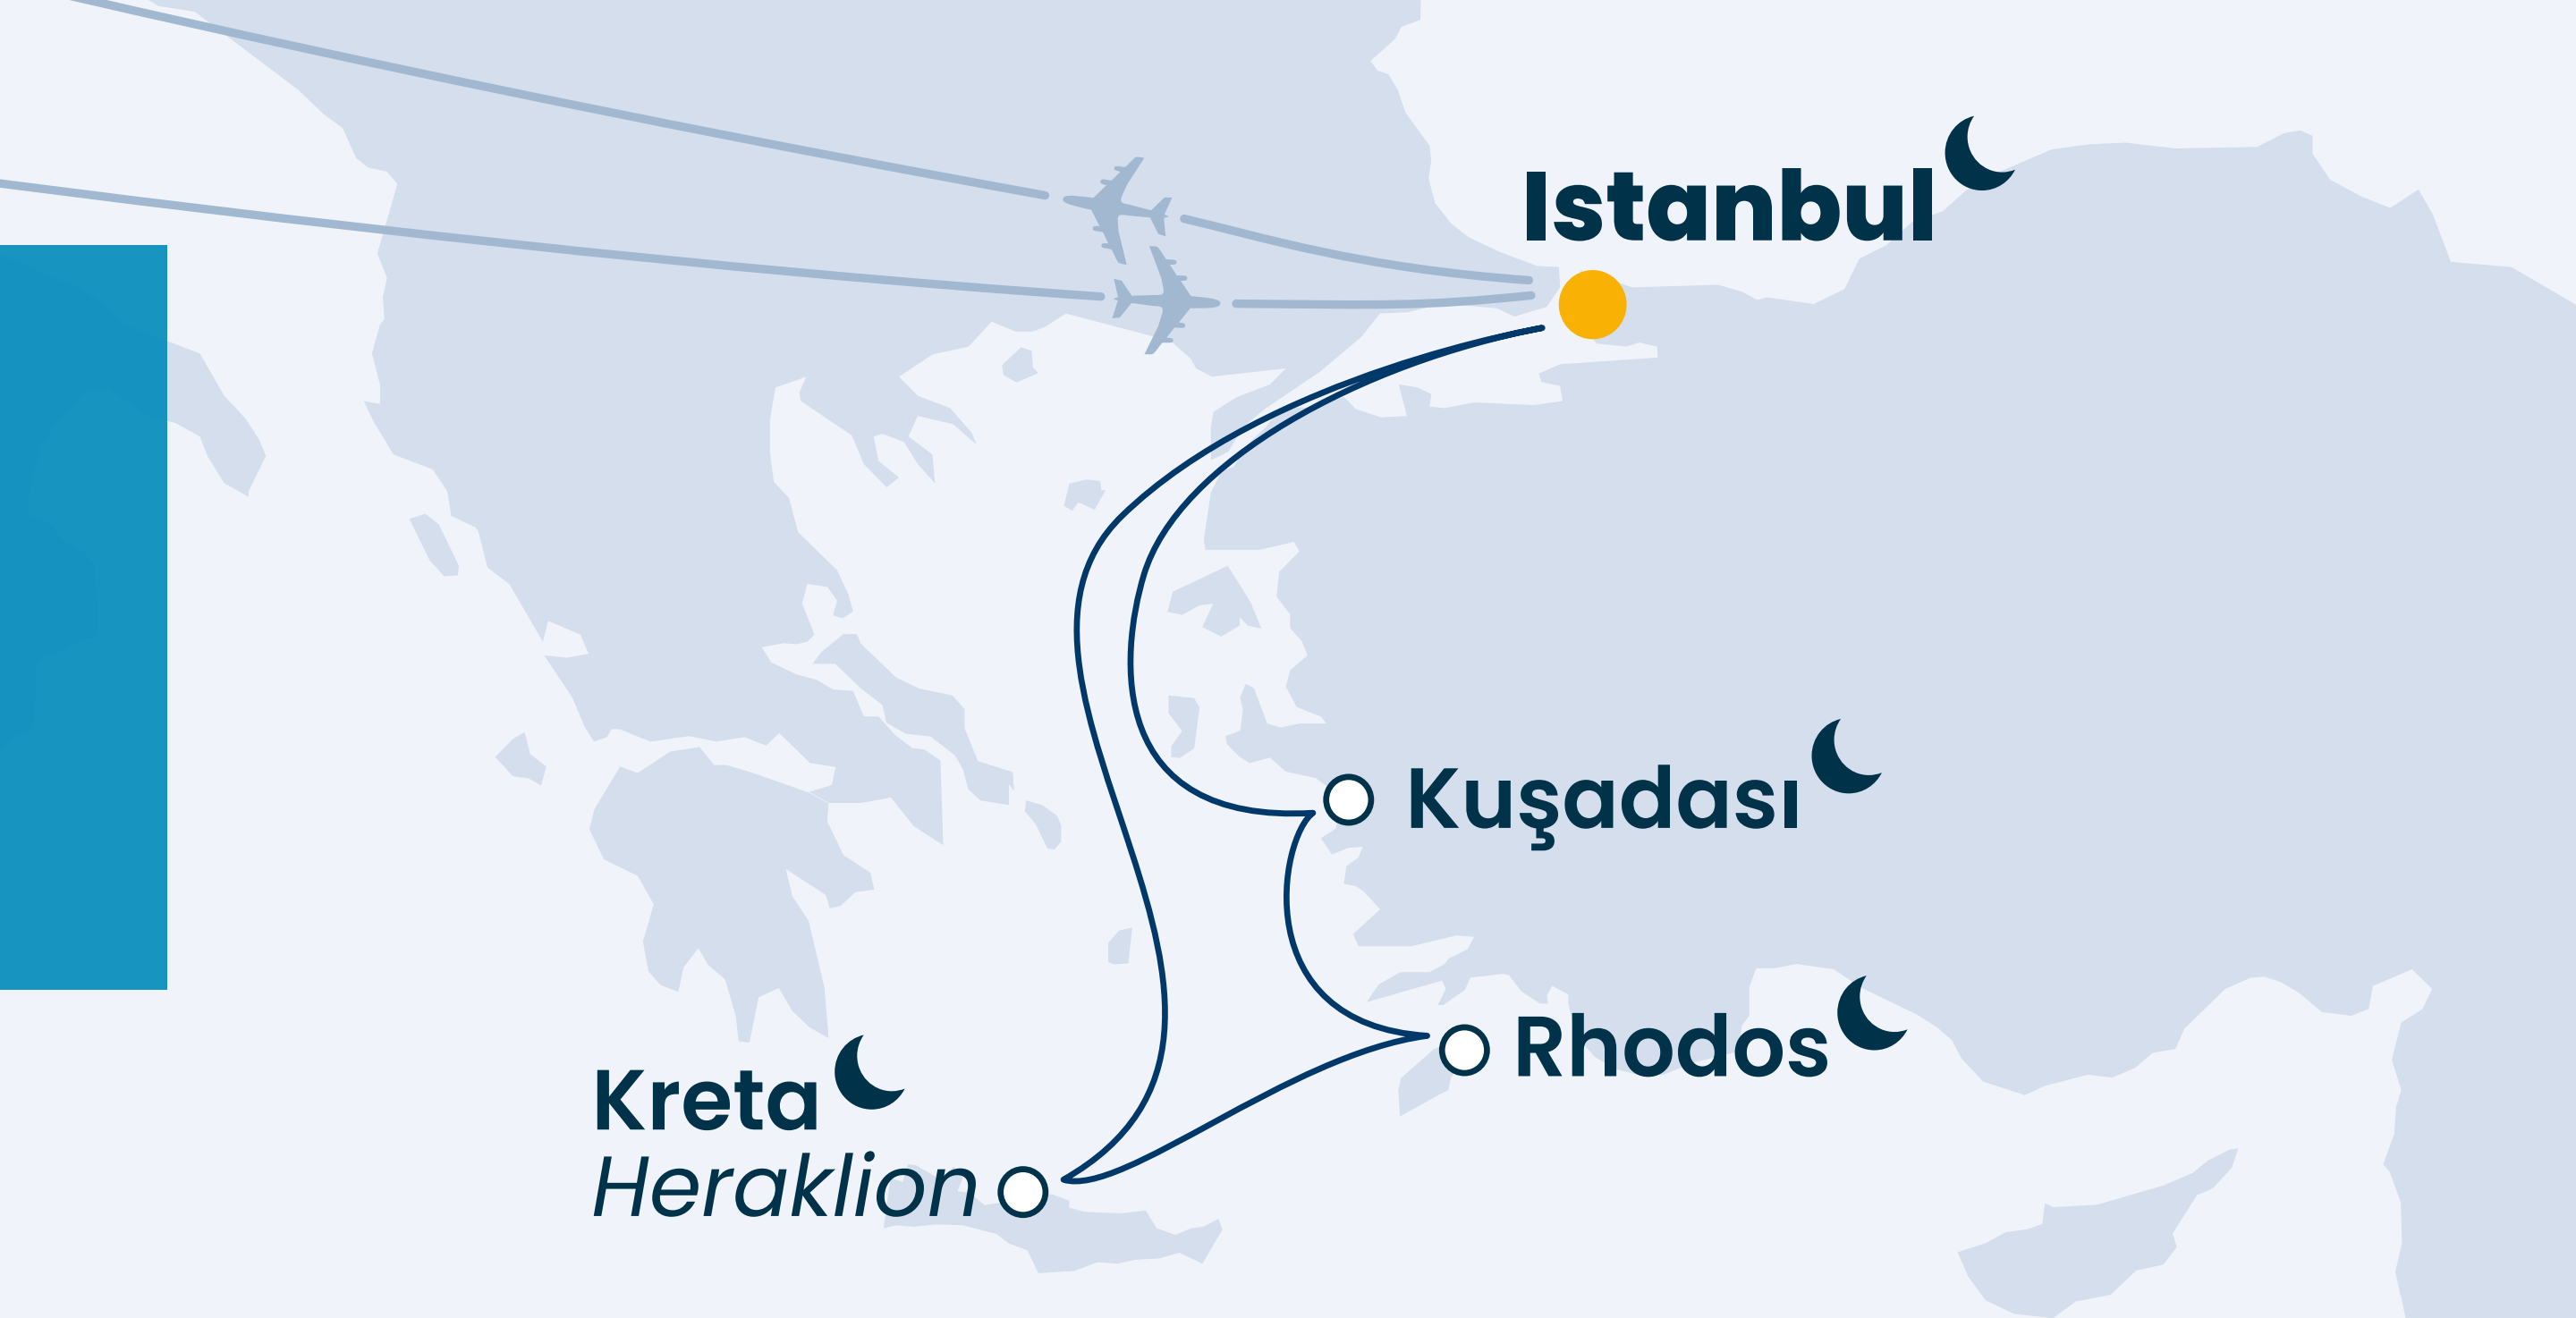 Istanbul
Kuşadası
Rhodos
Kreta
Heraklion